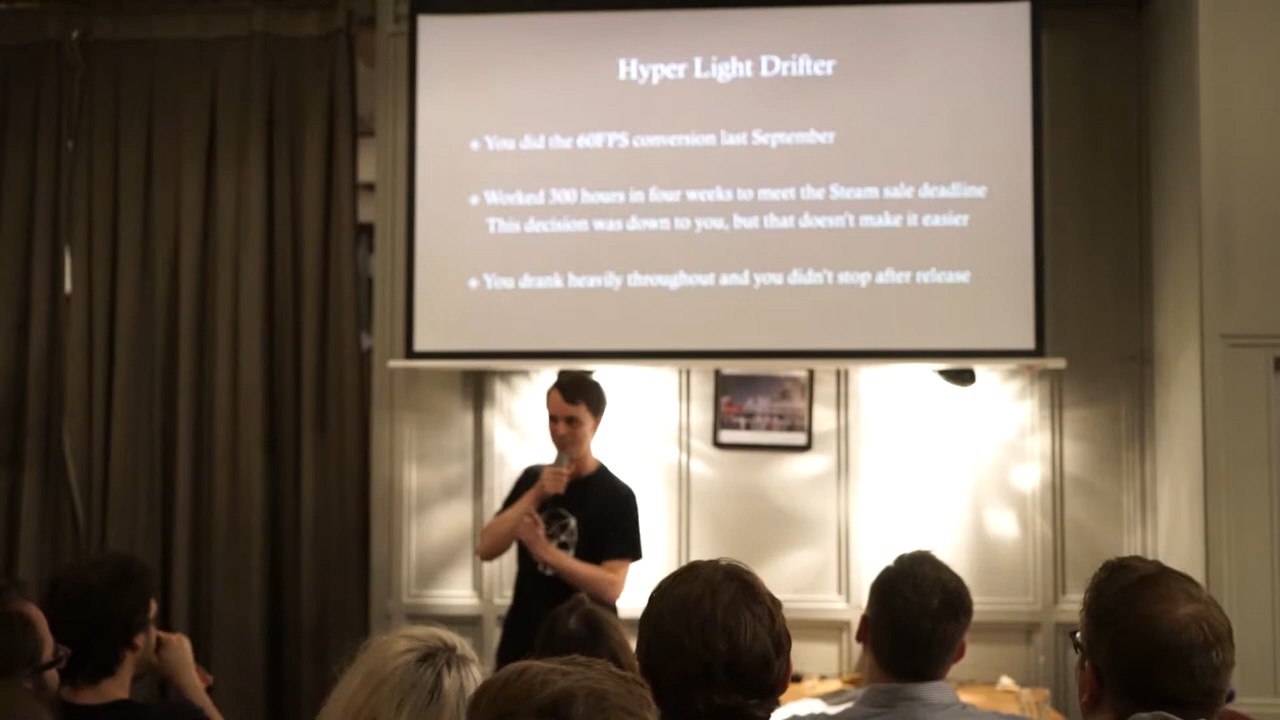 Hyper Light Drifter
• You did the 60FPS conversion last September
• Worked 300 hours in four weeks to meet the Steam sale deadline
This decision was down to you, but that doesn't make it easier
• You drank heavily throughout and you didn't stop after release